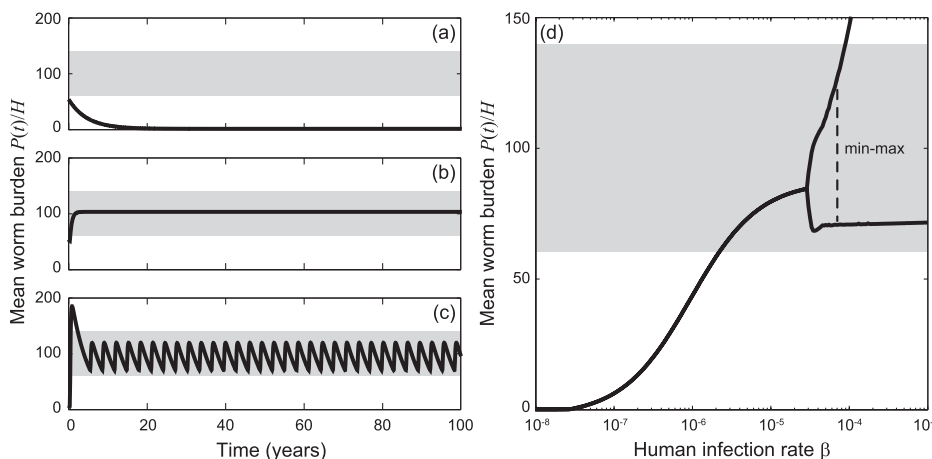 Mean worm burden P(t)/H
200
100
0
(a)
200
100
0
(b)
200
100
0
(c)
0 20 40 60 80 100
Time (years)
Mean worm burden P(t)/H
150
100
50
0
(d)
min-max
10⁻⁸ 10⁻⁷ 10⁻⁶ 10⁻⁵ 10⁻⁴ 10⁻
Human infection rate β